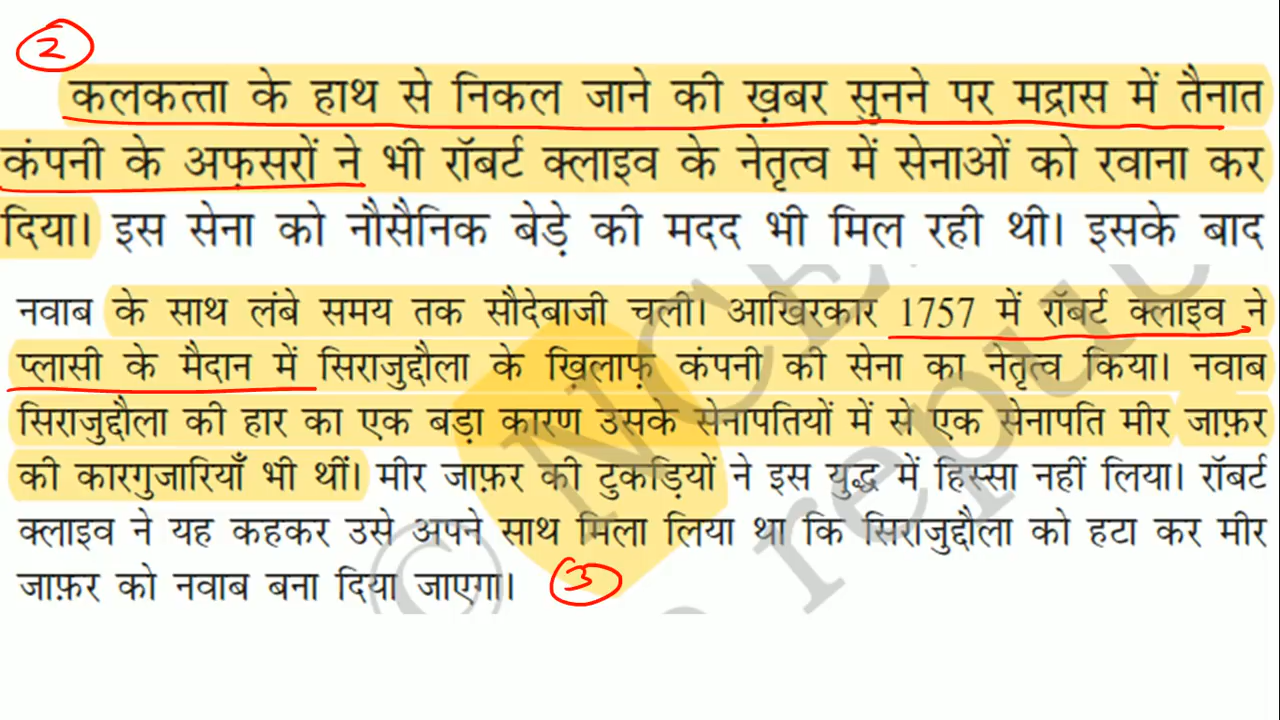 2
कलकत्ता के हाथ से निकल जाने की ख़बर सुनने पर मद्रास में तैनात
कंपनी के अफ़सरों ने भी रॉबर्ट क्लाइव के नेतृत्व में सेनाओं को रवाना कर
दिया। इस सेना को नौसैनिक बेड़े की मदद भी मिल रही थी। इसके बाद
नवाब के साथ लंबे समय तक सौदेबाजी चली। आखिरकार 1757 में रॉबर्ट क्लाइव ने
प्लासी के मैदान में सिराजुद्दौला के ख़िलाफ़ कंपनी की सेना का नेतृत्व किया। नवाब
सिराजुद्दौला की हार का एक बड़ा कारण उसके सेनापतियों में से एक सेनापति मीर जाफ़र
की कारगुजारियाँ भी थीं। मीर जाफ़र की टुकड़ियों ने इस युद्ध में हिस्सा नहीं लिया। रॉबर्ट
क्लाइव ने यह कहकर उसे अपने साथ मिला लिया था कि सिराजुद्दौला को हटा कर मीर
जाफ़र को नवाब बना दिया जाएगा।
3